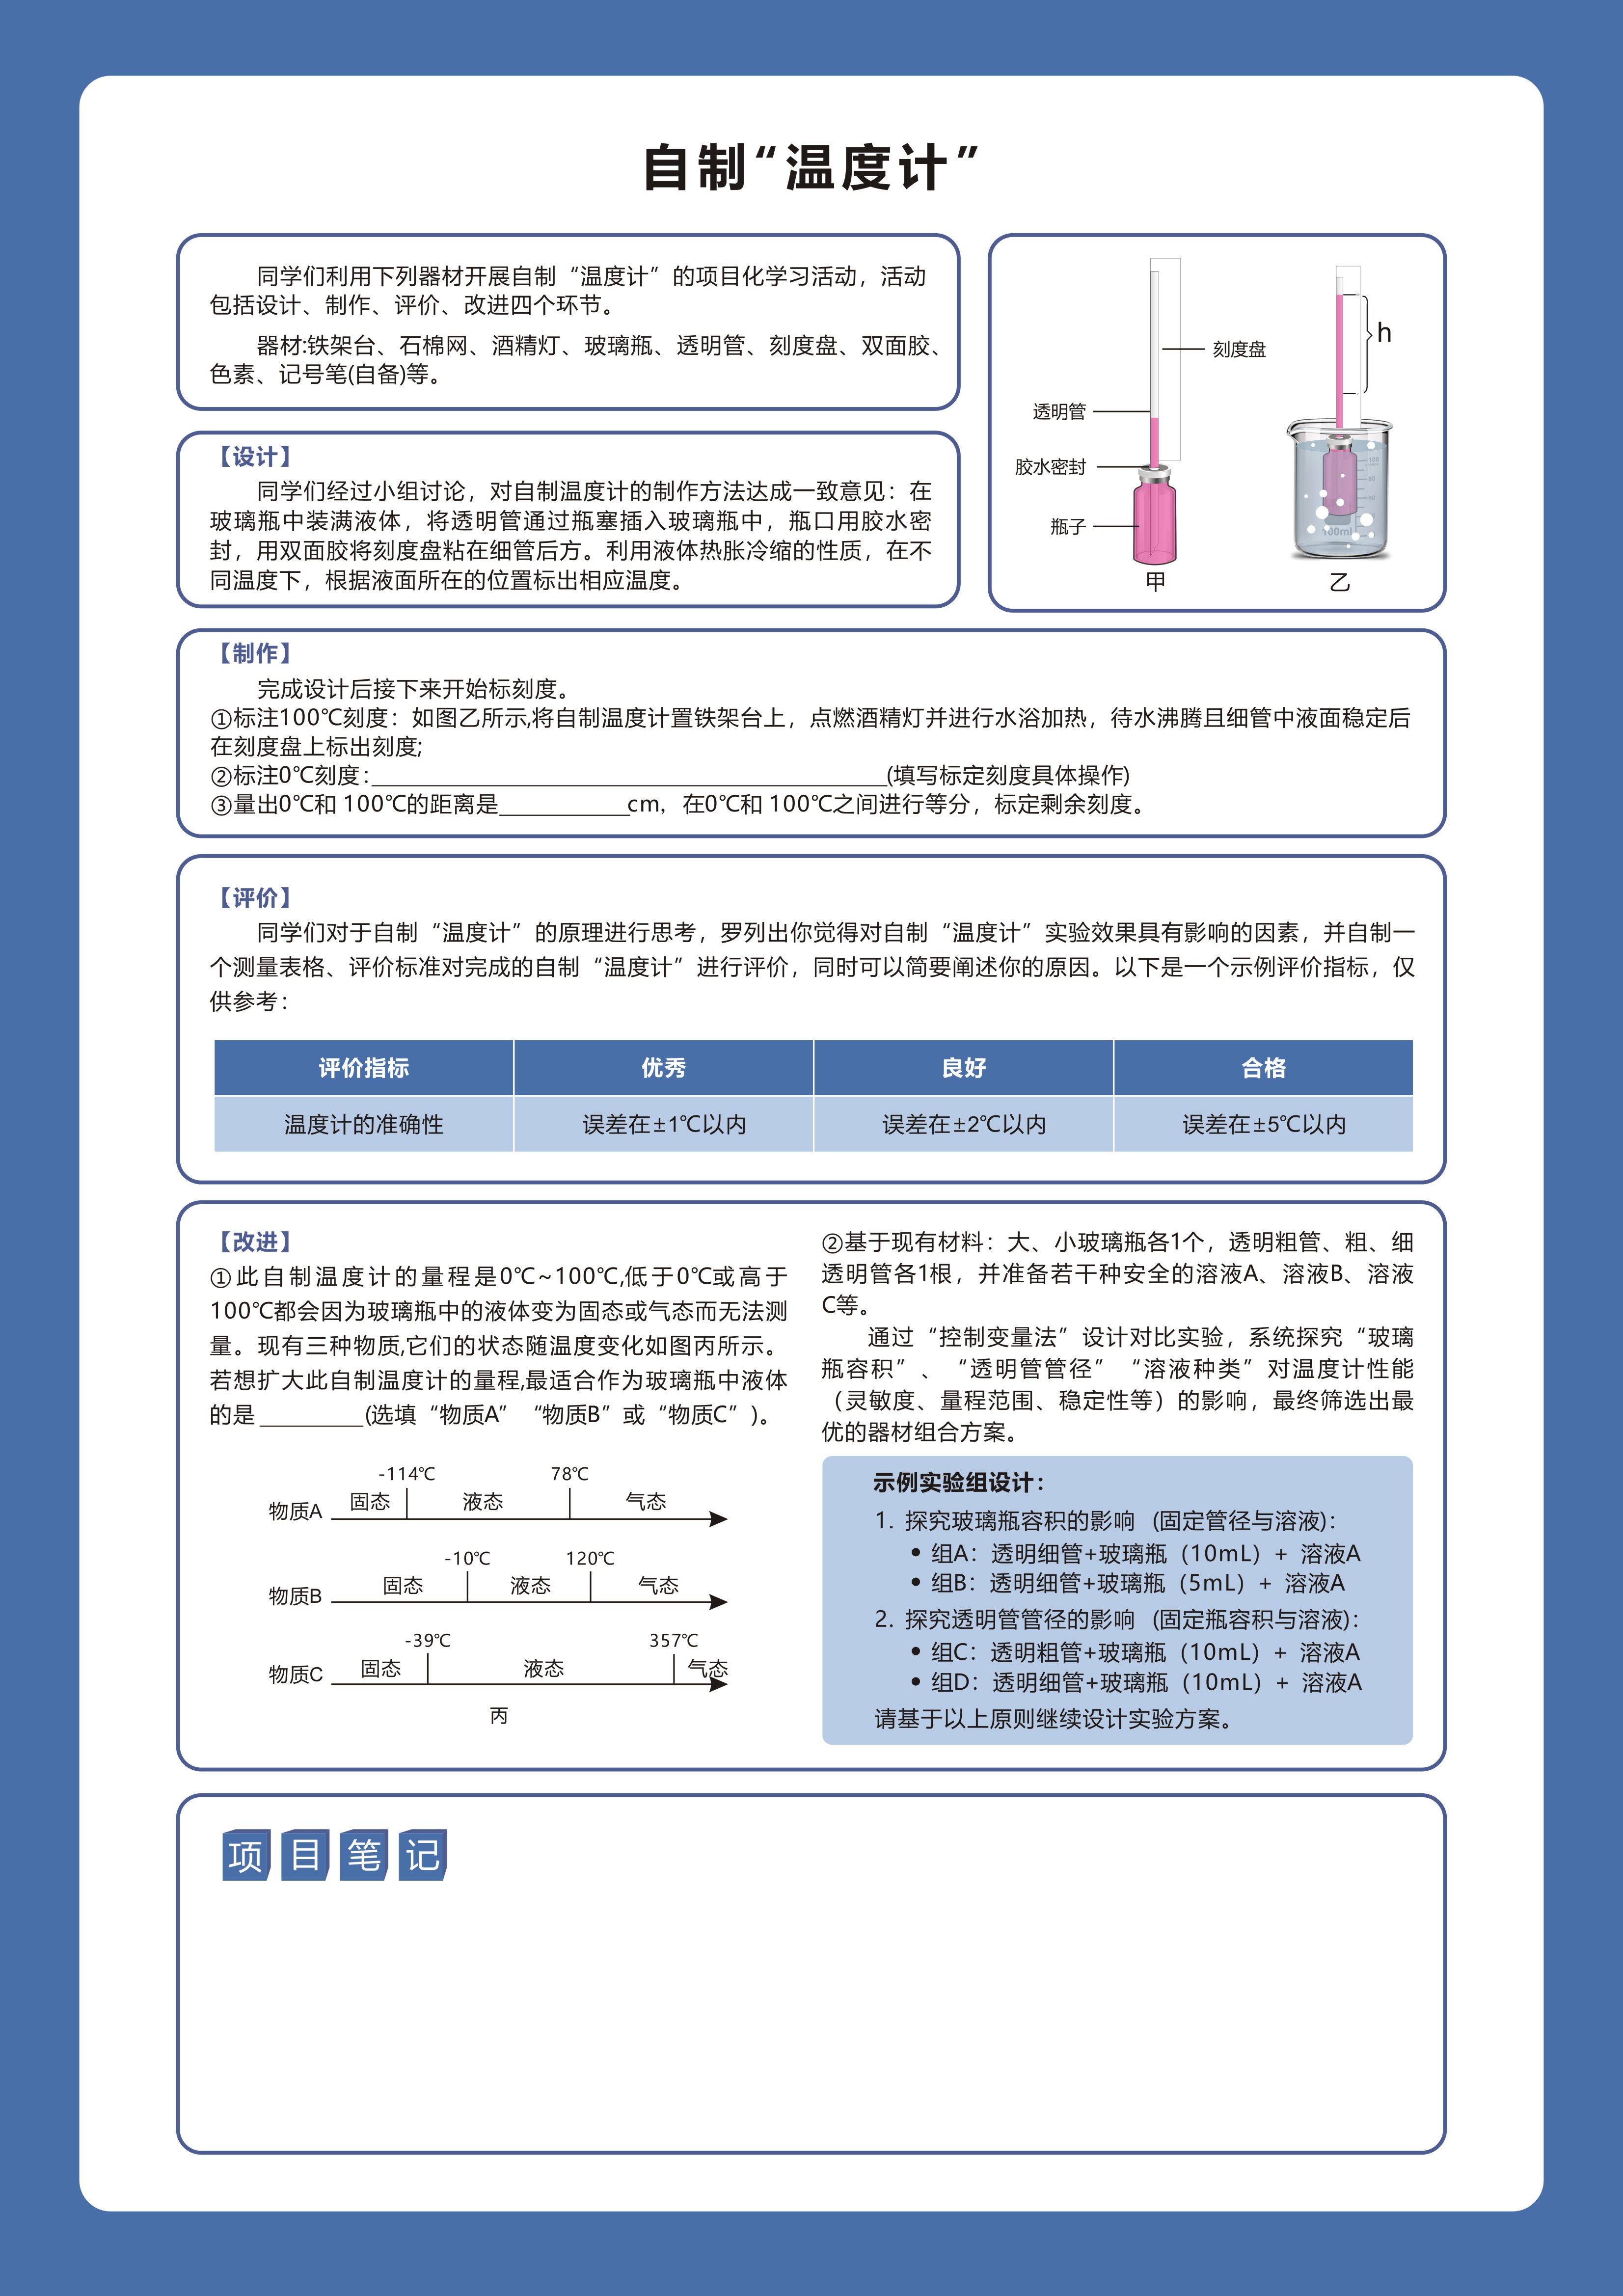 自制“温度计”
同学们利用下列器材开展自制“温度计”的项目化学习活动，活动
包括设计、制作、评价、改进四个环节。
器材:铁架台、石棉网、酒精灯、玻璃瓶、透明管、刻度盘、双面胶、
色素、记号笔(自备)等。
【设计】
同学们经过小组讨论，对自制温度计的制作方法达成一致意见：在
玻璃瓶中装满液体，将透明管通过瓶塞插入玻璃瓶中，瓶口用胶水密
封，用双面胶将刻度盘粘在细管后方。利用液体热胀冷缩的性质，在不
同温度下，根据液面所在的位置标出相应温度。
刻度盘
透明管
胶水密封
瓶子
甲
h
100ml
乙
【制作】
完成设计后接下来开始标刻度。
①标注100℃刻度：如图乙所示,将自制温度计置铁架台上，点燃酒精灯并进行水浴加热，待水沸腾且细管中液面稳定后
在刻度盘上标出刻度;
②标注0℃刻度：____________________(填写标定刻度具体操作)
③量出0℃和 100℃的距离是__________cm，在0℃和 100℃之间进行等分，标定剩余刻度。
【评价】
同学们对于自制“温度计”的原理进行思考，罗列出你觉得对自制“温度计”实验效果具有影响的因素，并自制一
个测量表格、评价标准对完成的自制“温度计”进行评价，同时可以简要阐述你的原因。以下是一个示例评价指标，仅
供参考：
评价指标 优秀 良好 合格
温度计的准确性 误差在±1℃以内 误差在±2℃以内 误差在±5℃以内
【改进】
①此自制温度计的量程是0℃~100℃,低于0℃或高于
100℃都会因为玻璃瓶中的液体变为固态或气态而无法测
量。现有三种物质,它们的状态随温度变化如图丙所示。
若想扩大此自制温度计的量程,最适合作为玻璃瓶中液体
的是________(选填“物质A”“物质B”或“物质C”)。
-114℃ 78℃
物质A 固态 液态 气态
-10℃ 120℃
物质B 固态 液态 气态
-39℃ 357℃
物质C 固态 液态 气态
丙
②基于现有材料：大、小玻璃瓶各1个，透明粗管、粗、细
透明管各1根，并准备若干种安全的溶液A、溶液B、溶液
C等。
通过“控制变量法”设计对比实验，系统探究“玻璃
瓶容积”、“透明管管径”“溶液种类”对温度计性能
（灵敏度、量程范围、稳定性等）的影响，最终筛选出最
优的器材组合方案。
示例实验组设计：
1. 探究玻璃瓶容积的影响 (固定管径与溶液)：
• 组A：透明细管+玻璃瓶（10mL）+ 溶液A
• 组B：透明细管+玻璃瓶（5mL）+ 溶液A
2. 探究透明管管径的影响 (固定瓶容积与溶液)：
• 组C：透明粗管+玻璃瓶（10mL）+ 溶液A
• 组D：透明细管+玻璃瓶（10mL）+ 溶液A
请基于以上原则继续设计实验方案。
项目笔记